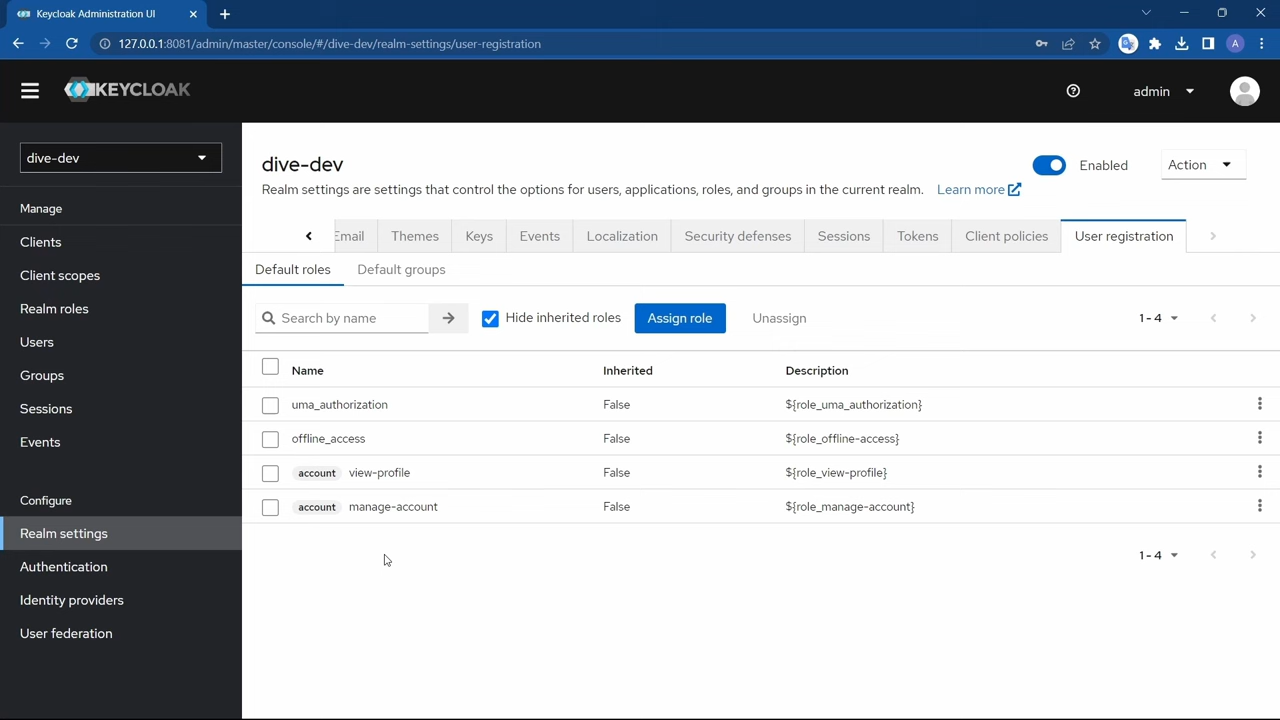 Keycloak Administration UI
127.0.0.1:8081/admin/master/console/#/dive-dev/realm-settings/user-registration
A
KEYCLOAK
admin
dive-dev
Manage
Clients
Client scopes
Realm roles
Users
Groups
Sessions
Events
Configure
Realm settings
Authentication
Identity providers
User federation
dive-dev
Enabled
Action
Realm settings are settings that control the options for users, applications, roles, and groups in the current realm. Learn more
Email Themes Keys Events Localization Security defenses Sessions Tokens Client policies User registration
Default roles Default groups
Search by name Hide inherited roles Assign role Unassign 1 - 4
Name Inherited Description
uma_authorization False ${role_uma_authorization}
offline_access False ${role_offline-access}
account view-profile False ${role_view-profile}
account manage-account False ${role_manage-account}
1 - 4